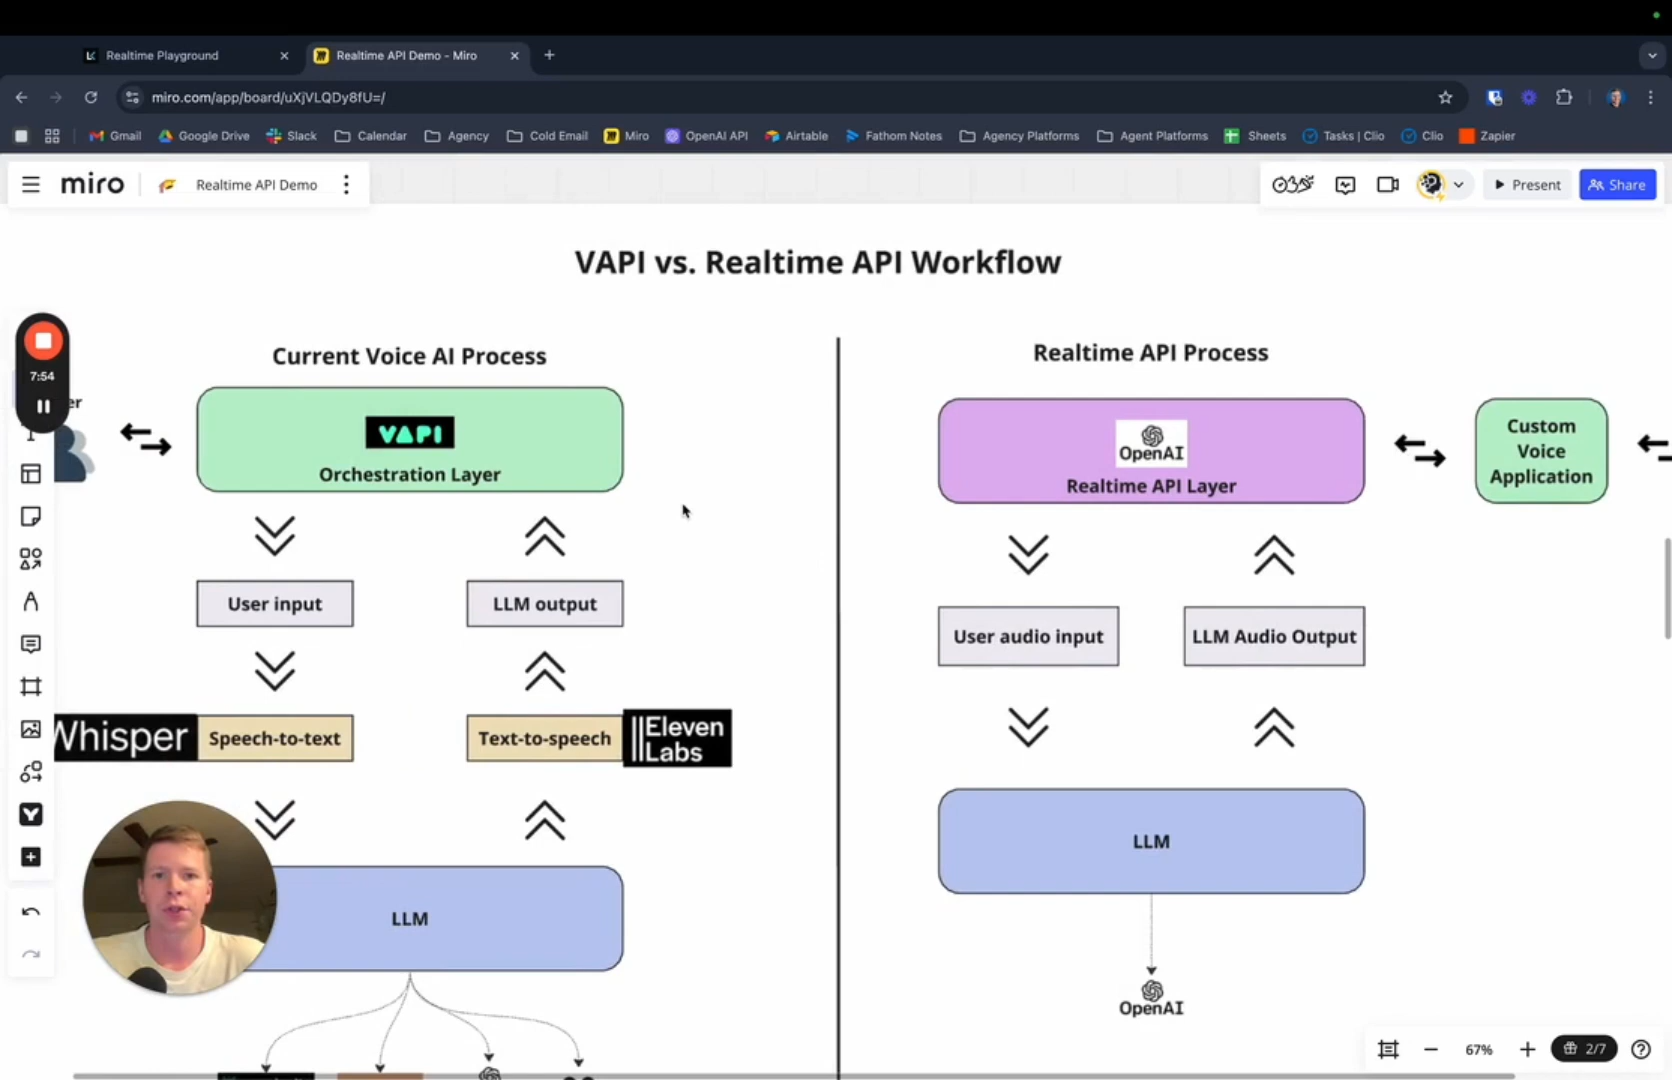 Realtime Playground
Realtime API Demo - Miro
miro.com/app/board/uXjVLQDy8fU=/
Gmail
Google Drive
Slack
Calendar
Agency
Cold Email
Miro
OpenAI API
Airtable
Fathom Notes
Agency Platforms
Agent Platforms
Sheets
Tasks | Clio
Clio
Zapier
miro
Realtime API Demo
Present
Share
VAPI vs. Realtime API Workflow
7:54
er
Current Voice AI Process
VAPI
Orchestration Layer
User input
LLM output
Whisper
Speech-to-text
Text-to-speech
||Eleven
Labs
LLM
Realtime API Process
OpenAI
Realtime API Layer
Custom
Voice
Application
User audio input
LLM Audio Output
LLM
OpenAI
67%
2/7